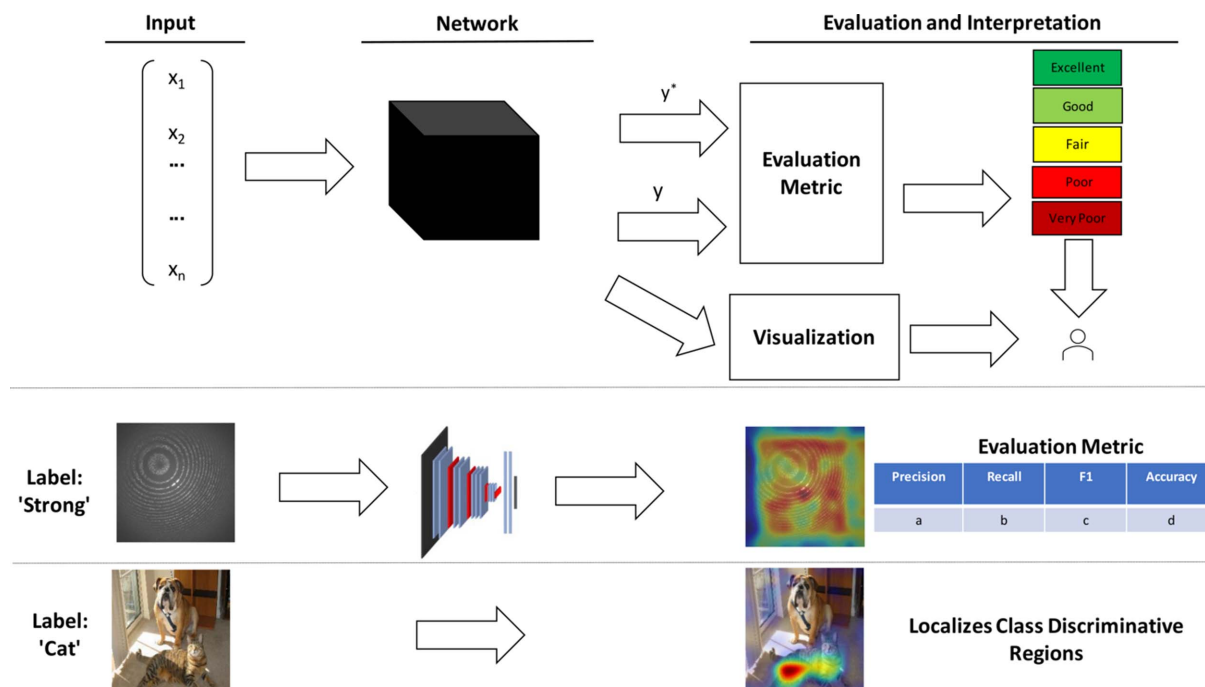 Input
Network
Evaluation and Interpretation
x1
x2
...
...
xn
y*
y
Evaluation
Metric
Visualization
Excellent
Good
Fair
Poor
Very Poor
Label:
'Strong'
Evaluation Metric
Precision Recall F1 Accuracy
a b c d
Label:
'Cat'
Localizes Class Discriminative
Regions